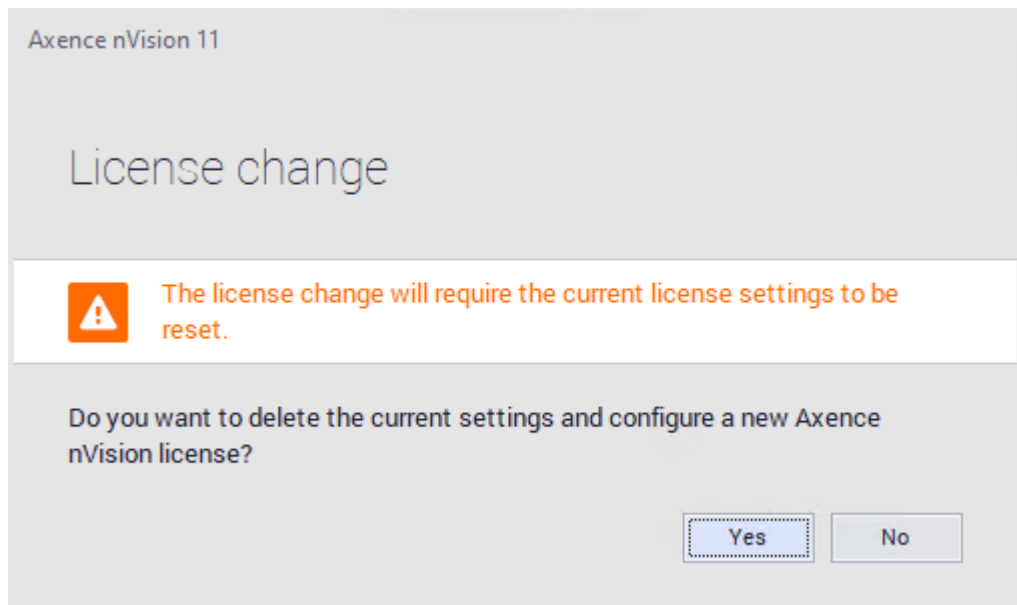 Axence nVision 11
License change
The license change will require the current license settings to be
reset.
Do you want to delete the current settings and configure a new Axence
nVision license?
Yes No